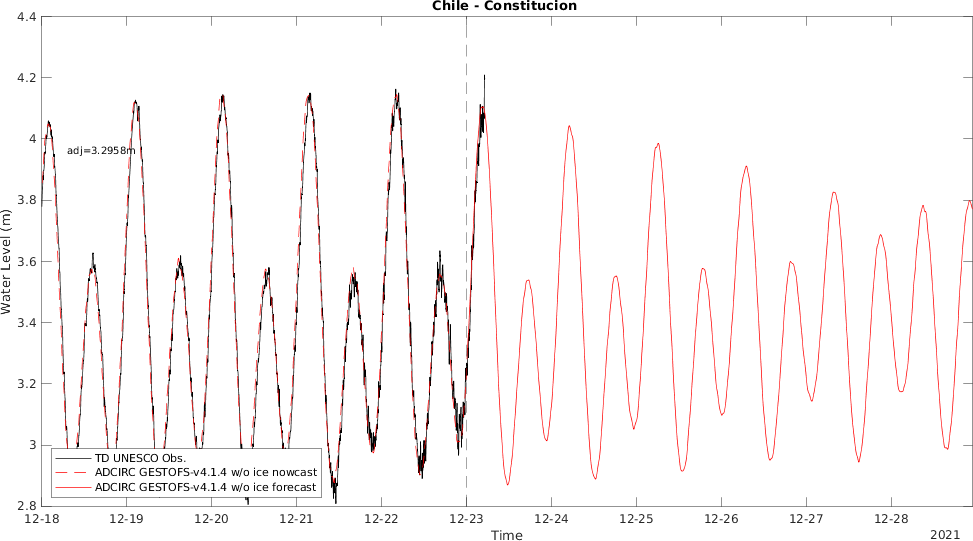 Chile - Constitucion
4.4
4.2
4
3.8
3.6
3.4
3.2
3
2.8
Water Level (m)
adj=3.2958m
TD UNESCO Obs.
ADCIRC GESTOFS-v4.1.4 w/o ice nowcast
ADCIRC GESTOFS-v4.1.4 w/o ice forecast
12-18 12-19 12-20 12-21 12-22 12-23 12-24 12-25 12-26 12-27 12-28
Time
2021